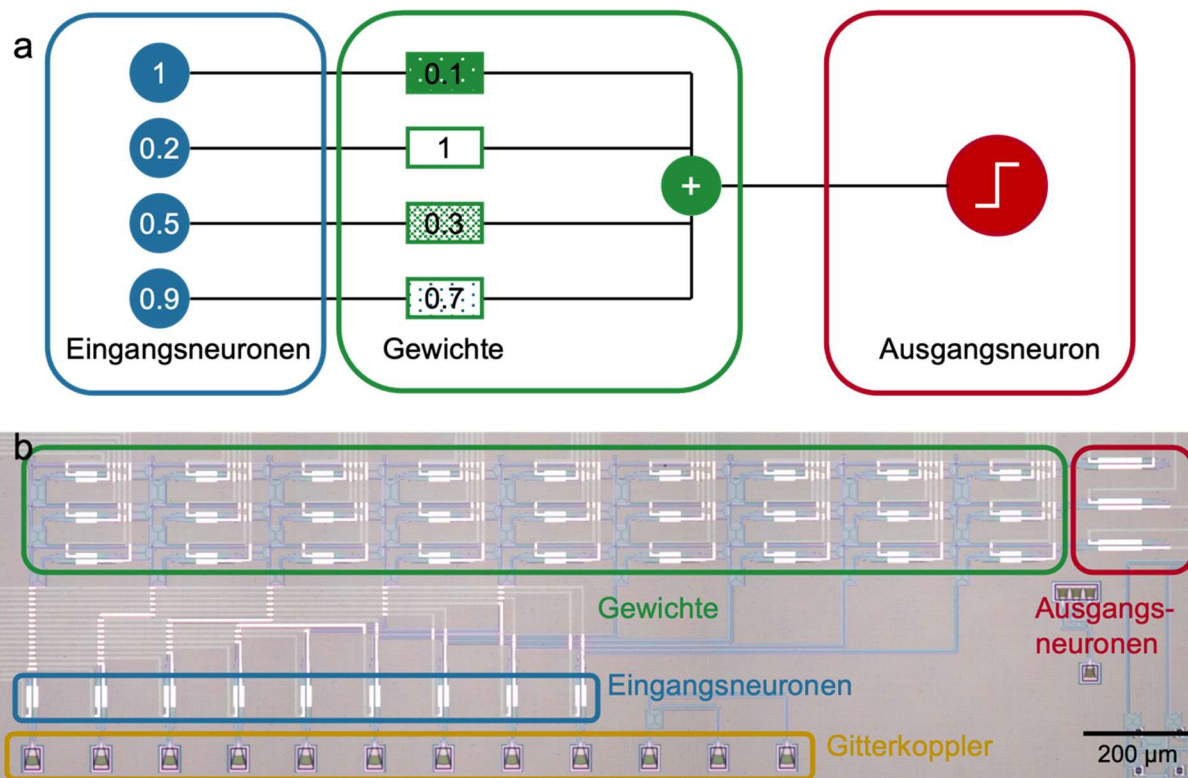 a
1
0.1
0.2
1
+
0.5
0.3
0.9
0.7
Eingangsneuronen
Gewichte
Ausgangsneuron
b
Gewichte
Ausgangs-
neuronen
Eingangsneuronen
Gitterkoppler
200 µm